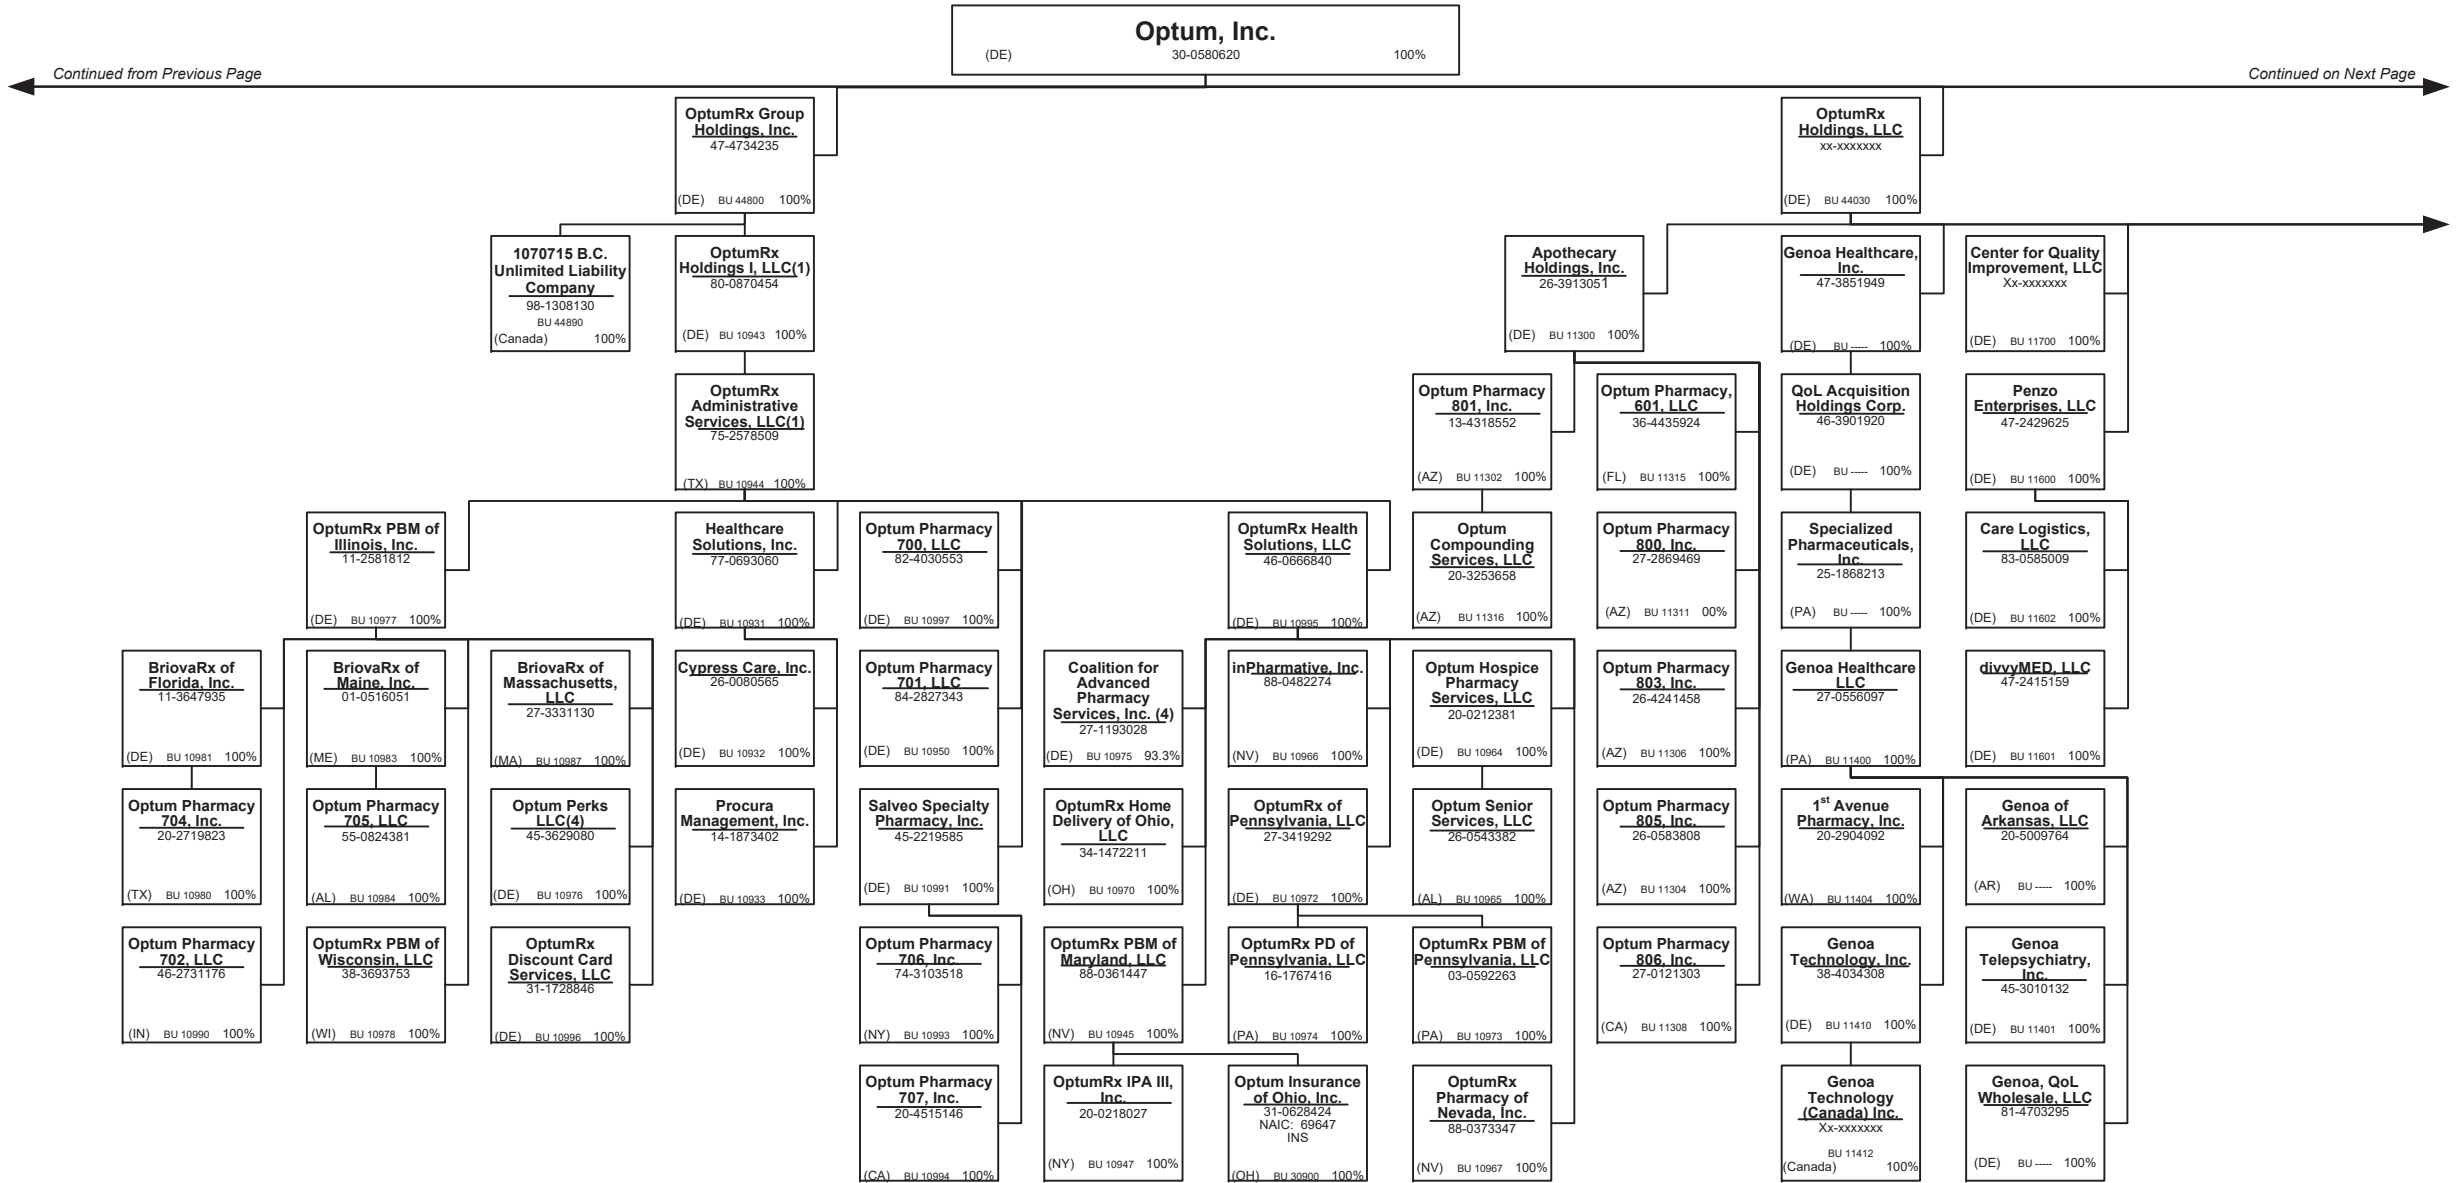 Optum, Inc.
(DE) 30-0580620 100%
Continued from Previous Page
Continued on Next Page
OptumRx Group
Holdings, Inc.
47-4734235
(DE) BU 44800 100%
OptumRx
Holdings, LLC
xx-xxxxxxx
(DE) BU 44030 100%
1070715 B.C.
Unlimited Liability
Company
98-1308130
BU 44890
(Canada) 100%
OptumRx
Holdings I, LLC(1)
80-0870454
(DE) BU 10943 100%
Apothecary
Holdings, Inc.
26-3913051
(DE) BU 11300 100%
Genoa Healthcare,
Inc.
47-3851949
(DE) BU ----- 100%
Center for Quality
Improvement, LLC
Xx-xxxxxxx
(DE) BU 11700 100%
OptumRx
Administrative
Services, LLC(1)
75-2578509
(TX) BU 10944 100%
Optum Pharmacy
801, Inc.
13-4318552
(AZ) BU 11302 100%
Optum Pharmacy,
601, LLC
36-4435924
(FL) BU 11315 100%
QoL Acquisition
Holdings Corp.
46-3901920
(DE) BU ----- 100%
Penzo
Enterprises, LLC
47-2429625
(DE) BU 11600 100%
OptumRx PBM of
Illinois, Inc.
11-2581812
(DE) BU 10977 100%
Healthcare
Solutions, Inc.
77-0693060
(DE) BU 10931 100%
Optum Pharmacy
700, LLC
82-4030553
(DE) BU 10997 100%
OptumRx Health
Solutions, LLC
46-0666840
(DE) BU 10995 100%
Optum
Compounding
Services, LLC
20-3253658
(AZ) BU 11316 100%
Optum Pharmacy
800, Inc.
27-2869469
(AZ) BU 11311 00%
Specialized
Pharmaceuticals,
Inc.
25-1868213
(PA) BU ----- 100%
Care Logistics,
LLC
83-0585009
(DE) BU 11602 100%
BriovaRx of
Florida, Inc.
11-3647935
(DE) BU 10981 100%
BriovaRx of
Maine, Inc.
01-0516051
(ME) BU 10983 100%
BriovaRx of
Massachusetts,
LLC
27-3331130
(MA) BU 10987 100%
Cypress Care, Inc.
26-0080565
(DE) BU 10932 100%
Optum Pharmacy
701, LLC
84-2827343
(DE) BU 10950 100%
Coalition for
Advanced
Pharmacy
Services, Inc. (4)
27-1193028
(DE) BU 10975 93.3%
inPharmative, Inc.
88-0482274
(NV) BU 10966 100%
Optum Hospice
Pharmacy
Services, LLC
20-0212381
(DE) BU 10964 100%
Optum Pharmacy
803, Inc.
26-4241458
(AZ) BU 11306 100%
Genoa Healthcare
LLC
27-0556097
(PA) BU 11400 100%
divvyMED, LLC
47-2415159
(DE) BU 11601 100%
Optum Pharmacy
704, Inc.
20-2719823
(TX) BU 10980 100%
Optum Pharmacy
705, LLC
55-0824381
(AL) BU 10984 100%
Optum Perks
LLC(4)
45-3629080
(DE) BU 10976 100%
Procura
Management, Inc.
14-1873402
(DE) BU 10933 100%
Salveo Specialty
Pharmacy, Inc.
45-2219585
(DE) BU 10991 100%
OptumRx Home
Delivery of Ohio,
LLC
34-1472211
(OH) BU 10970 100%
OptumRx of
Pennsylvania, LLC
27-3419292
(DE) BU 10972 100%
Optum Senior
Services, LLC
26-0543382
(AL) BU 10965 100%
Optum Pharmacy
805, Inc.
26-0583808
(AZ) BU 11304 100%
1st Avenue
Pharmacy, Inc.
20-2904092
(WA) BU 11404 100%
Genoa of
Arkansas, LLC
20-5009764
(AR) BU ----- 100%
Optum Pharmacy
702, LLC
46-2731176
(IN) BU 10990 100%
OptumRx PBM of
Wisconsin, LLC
38-3693753
(WI) BU 10978 100%
OptumRx
Discount Card
Services, LLC
31-1728846
(DE) BU 10996 100%
Optum Pharmacy
706, Inc.
74-3103518
(NY) BU 10993 100%
OptumRx PBM of
Maryland, LLC
88-0361447
(NV) BU 10945 100%
OptumRx PD of
Pennsylvania, LLC
16-1767416
(PA) BU 10974 100%
OptumRx PBM of
Pennsylvania, LLC
03-0592263
(PA) BU 10973 100%
Optum Pharmacy
806, Inc.
27-0121303
(CA) BU 11308 100%
Genoa
Technology, Inc.
38-4034308
(DE) BU 11410 100%
Genoa
Telepsychiatry,
Inc.
45-3010132
(DE) BU 11401 100%
Optum Pharmacy
707, Inc.
20-4515146
(CA) BU 10994 100%
OptumRx IPA III,
Inc.
20-0218027
(NY) BU 10947 100%
Optum Insurance
of Ohio, Inc.
31-0628424
NAIC: 69647
INS
(OH) BU 30900 100%
OptumRx
Pharmacy of
Nevada, Inc.
88-0373347
(NV) BU 10967 100%
Genoa
Technology
(Canada) Inc.
Xx-xxxxxxx
BU 11412
(Canada) 100%
Genoa, QoL
Wholesale, LLC
81-4703295
(DE) BU ----- 100%